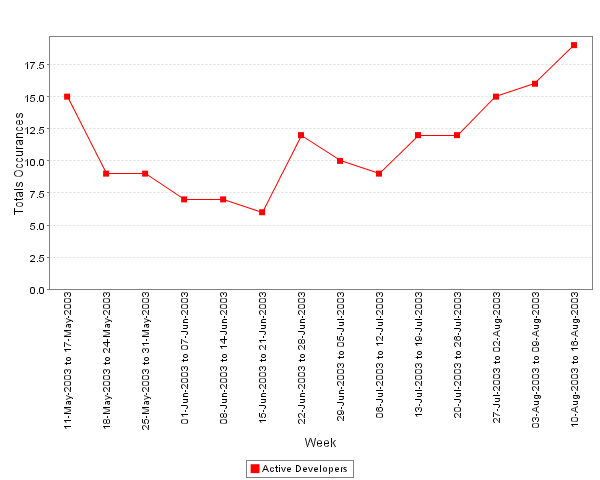 Totals Occurances
17.5
15.0
12.5
10.0
7.5
5.0
2.5
0.0
11-May-2003 to 17-May-2003
18-May-2003 to 24-May-2003
25-May-2003 to 31-May-2003
01-Jun-2003 to 07-Jun-2003
08-Jun-2003 to 14-Jun-2003
15-Jun-2003 to 21-Jun-2003
22-Jun-2003 to 28-Jun-2003
29-Jun-2003 to 05-Jul-2003
06-Jul-2003 to 12-Jul-2003
13-Jul-2003 to 19-Jul-2003
20-Jul-2003 to 26-Jul-2003
27-Jul-2003 to 02-Aug-2003
03-Aug-2003 to 09-Aug-2003
10-Aug-2003 to 16-Aug-2003
Week
Active Developers